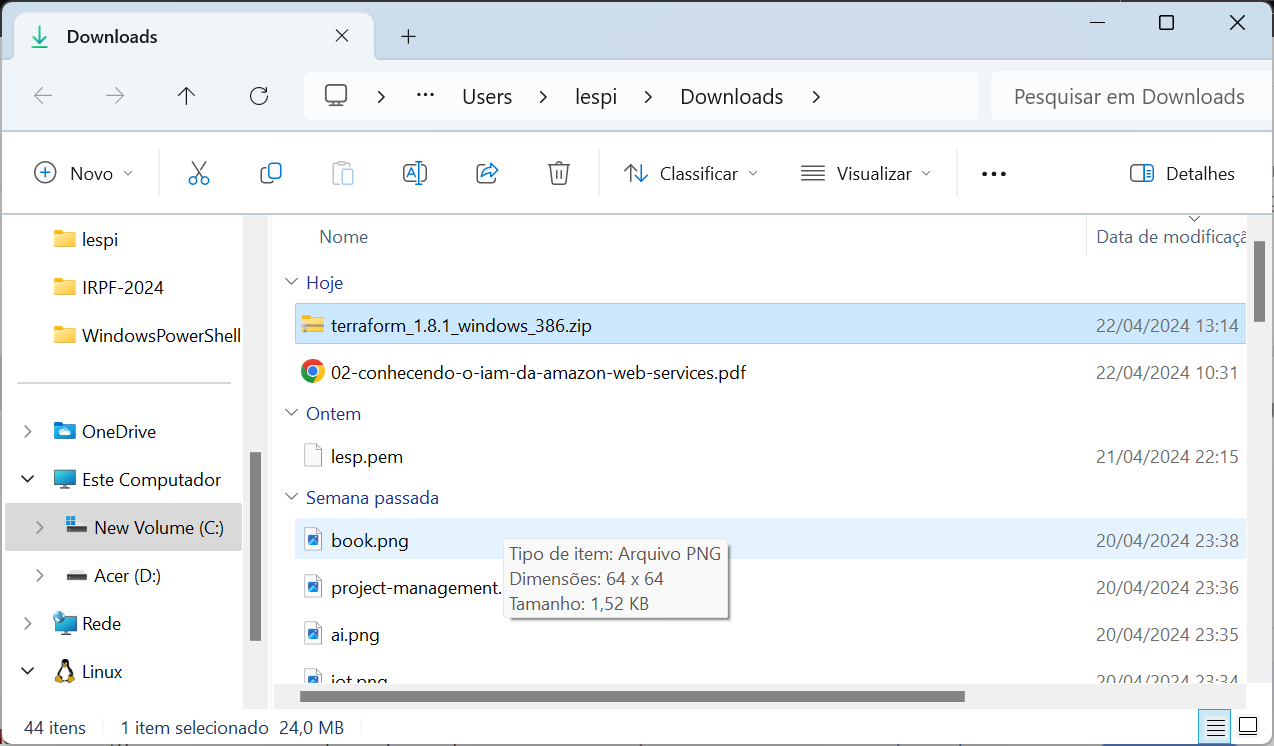 Downloads
Users lespi Downloads
Pesquisar em Downloads
Novo
Classificar
Visualizar
Detalhes
lespi
IRPF-2024
WindowsPowerShell
OneDrive
Este Computador
New Volume (C:)
Acer (D:)
Rede
Linux
Nome Data de modificaçã
Hoje
terraform_1.8.1_windows_386.zip 22/04/2024 13:14
02-conhecendo-o-iam-da-amazon-web-services.pdf 22/04/2024 10:31
Ontem
lesp.pem 21/04/2024 22:15
Semana passada
book.png 20/04/2024 23:38
project-management. 20/04/2024 23:36
ai.png 20/04/2024 23:35
iot.png 20/04/2024 23:34
Tipo de item: Arquivo PNG
Dimensões: 64 x 64
Tamanho: 1,52 KB
44 itens 1 item selecionado 24,0 MB